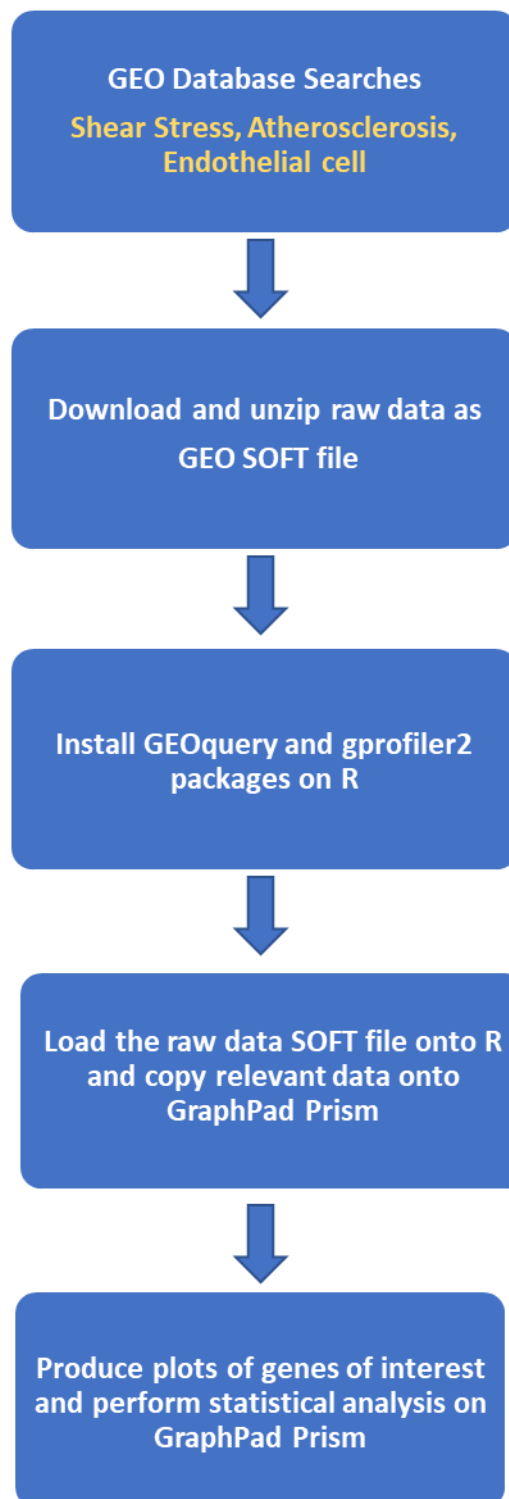 GEO Database Searches
Shear Stress, Atherosclerosis,
Endothelial cell
Download and unzip raw data as
GEO SOFT file
Install GEOquery and gprofiler2
packages on R
Load the raw data SOFT file onto R
and copy relevant data onto
GraphPad Prism
Produce plots of genes of interest
and perform statistical analysis on
GraphPad Prism